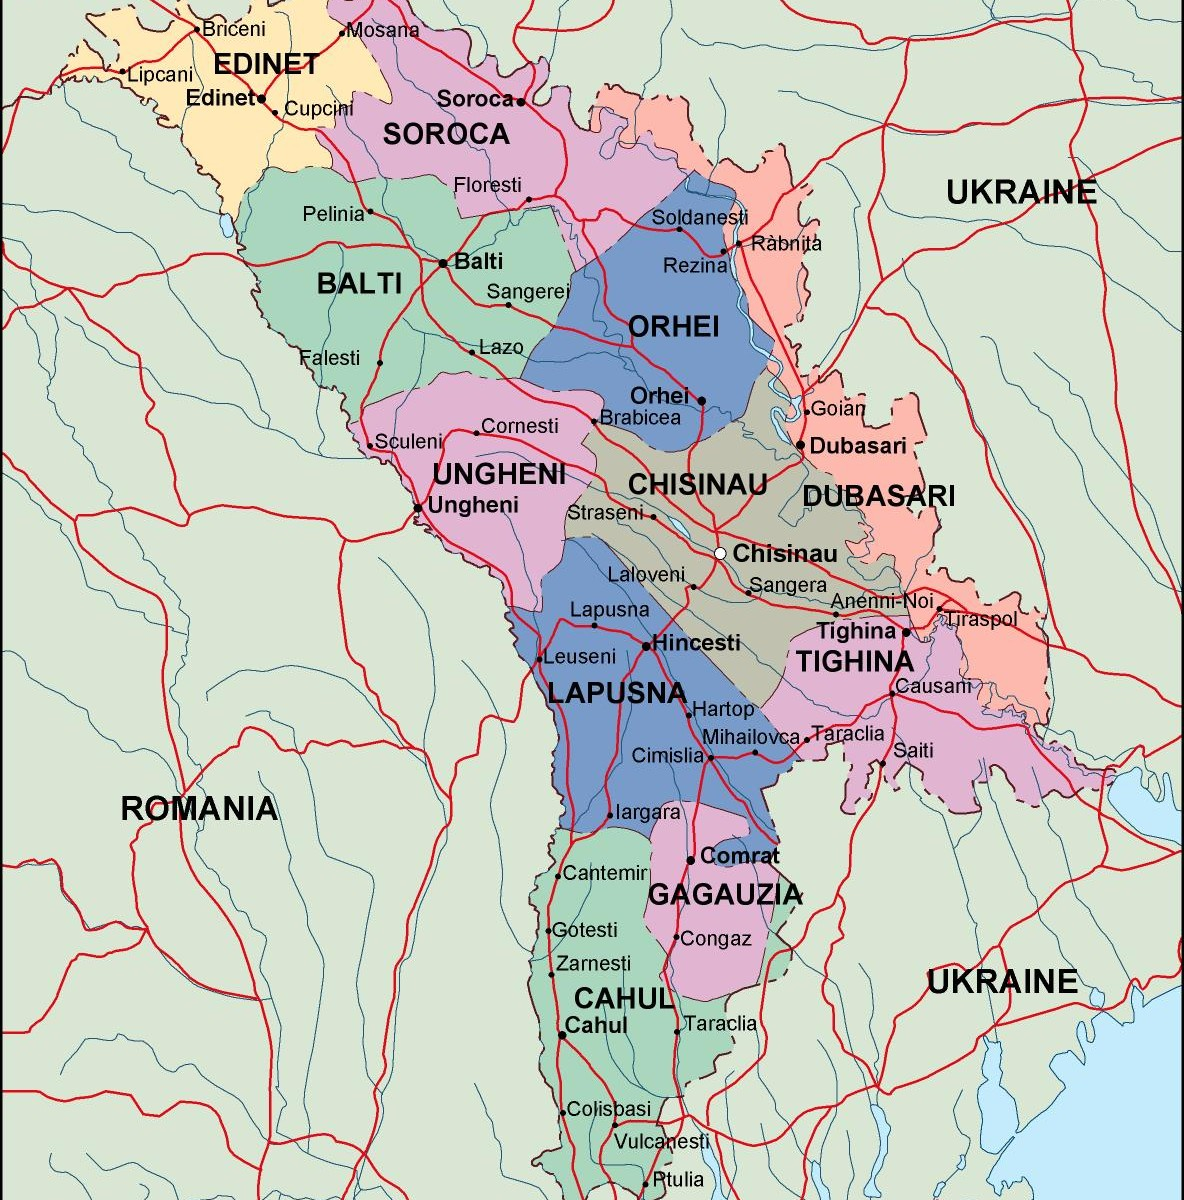 Briceni
Mosana
EDINET
Lipcani
Edinet
Cupcini
Soroca
SOROCA
Floresti
UKRAINE
Pelinia
Soldanesti
Ràbnita
Balti
Rezina
BALTI
Sangerei
ORHEI
Lazo
Falesti
Orhei
Goian
Brabicea
Cornesti
Sculeni
Dubasari
UNGHENI
CHISINAU
DUBASARI
Ungheni
Straseni
Chisinau
Laloveni
Sangera
Anenni-Noi
Lapusna
Tiraspol
Tighina
Hincesti
Leuseni
TIGHINA
Causani
LAPUSNA
Hartop
Mihailovca
Taraclia
Cimislia
Saiti
ROMANIA
Iargara
Comrat
Cantemir
GAGAUZIA
Gotesti
Congaz
Zarnesti
UKRAINE
CAHUL
Cahul
Taraclia
Colisbasi
Vulcanesti
Ptulia